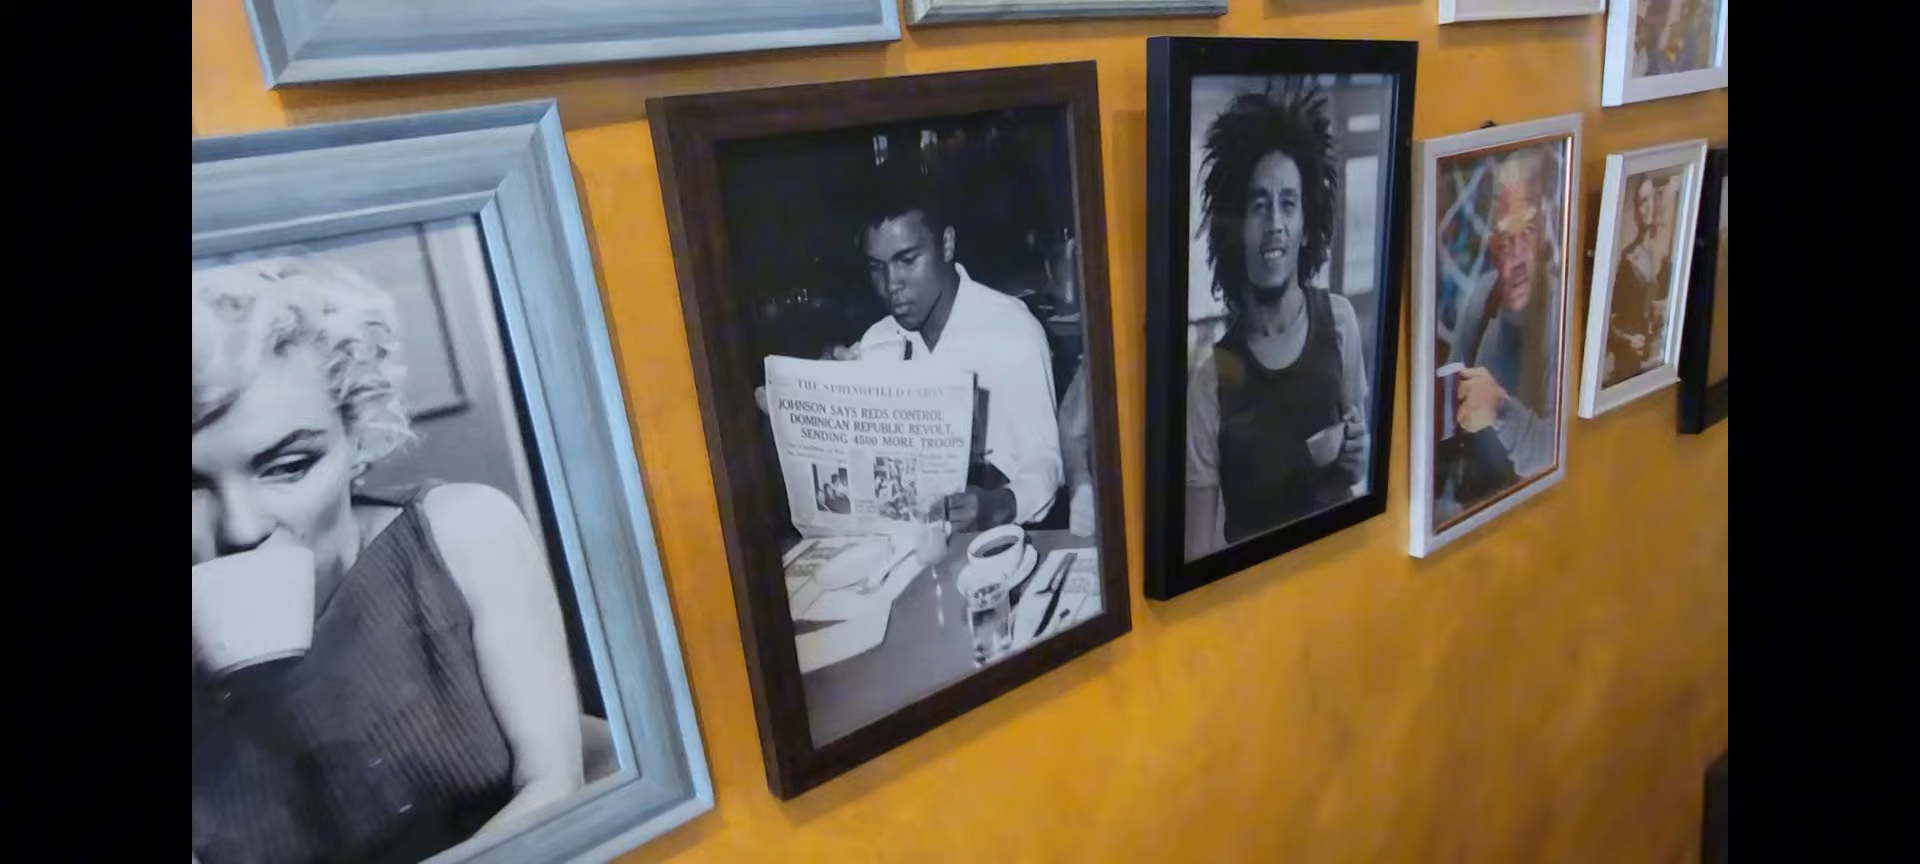 THE SPRINGFIELD UNION
JOHNSON SAYS REDS CONTROL
DOMINICAN REPUBLIC REVOLT,
SENDING 4500 MORE TROOPS